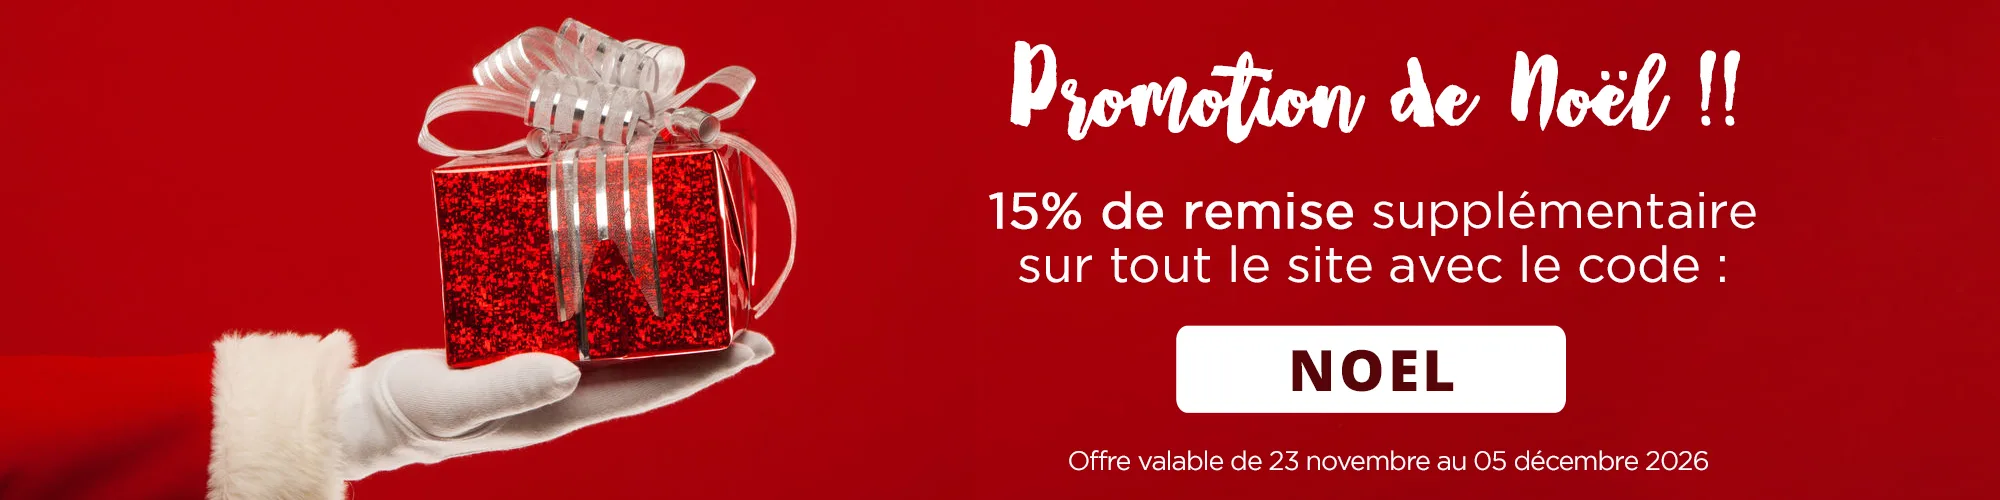 Promotion de Noël !!
15% de remise supplémentaire
sur tout le site avec le code :
NOEL
Offre valable de 23 novembre au 05 décembre 2026